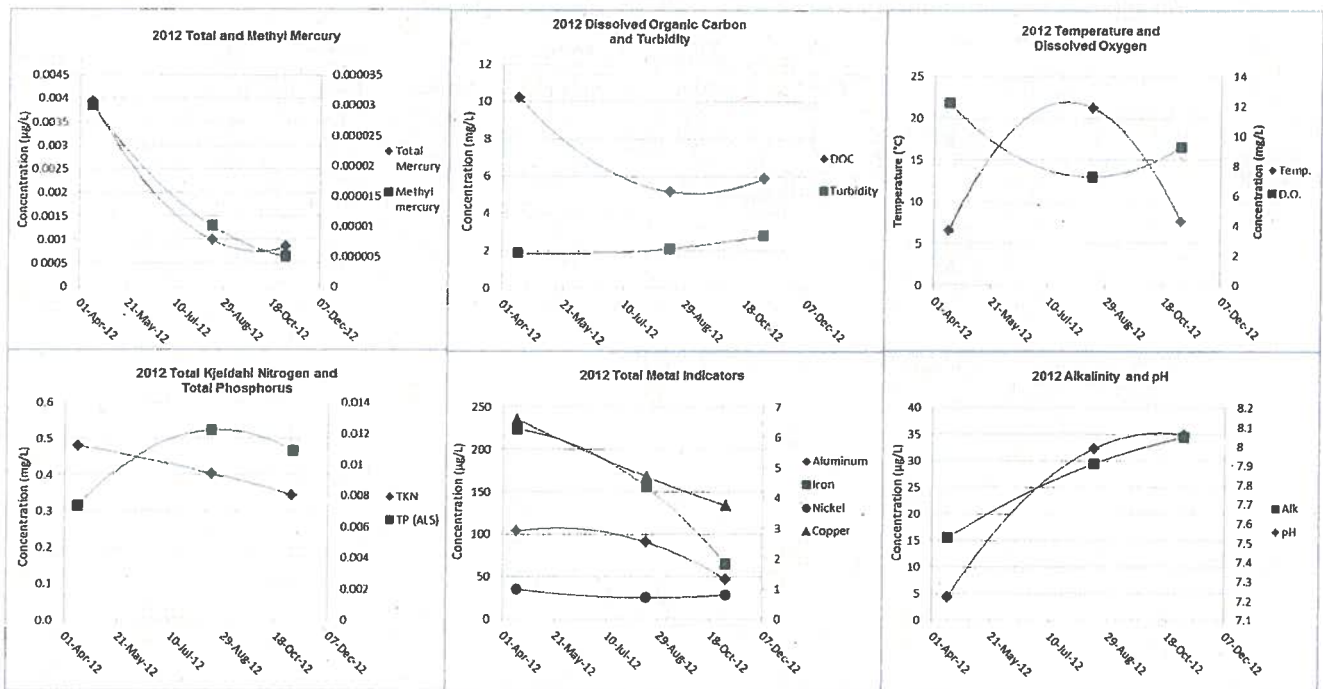 2012 Total and Methyl Mercury
Concentration (µg/L)
0.0045
0.004
0.0035
0.003
0.0025
0.002
0.0015
0.001
0.0005
0
0.000035
0.00003
0.000025
0.00002
0.000015
0.00001
0.000005
0
Total
Mercury
Methyl
mercury
01-Apr-12
21-May-12
10-Jul-12
29-Aug-12
18-Oct-12
07-Dec-12
2012 Dissolved Organic Carbon
and Turbidity
Concentration (mg/L)
12
10
8
6
4
2
0
DOC
Turbidity
01-Apr-12
21-May-12
10-Jul-12
29-Aug-12
18-Oct-12
07-Dec-12
2012 Temperature and
Dissolved Oxygen
Temperature (°C)
25
20
15
10
5
0
14
12
10
8
6
4
2
0
Concentration (mg/L)
Temp.
D.O.
01-Apr-12
21-May-12
10-Jul-12
29-Aug-12
18-Oct-12
07-Dec-12
2012 Total Kjeldahl Nitrogen and
Total Phosphorus
Concentration (mg/L)
0.6
0.5
0.4
0.3
0.2
0.1
0.0
0.014
0.012
0.01
0.008
0.006
0.004
0.002
0
TKN
TP (ALS)
01-Apr-12
21-May-12
10-Jul-12
29-Aug-12
18-Oct-12
07-Dec-12
2012 Total Metal Indicators
Concentration (µg/L)
250
200
150
100
50
0
7
6
5
4
3
2
1
0
Aluminum
Iron
Nickel
Copper
01-Apr-12
21-May-12
10-Jul-12
29-Aug-12
18-Oct-12
07-Dec-12
2012 Alkalinity and pH
Concentration (µg/L)
40
35
30
25
20
15
10
5
0
8.2
8.1
8
7.9
7.8
7.7
7.6
7.5
7.4
7.3
7.2
7.1
Alk
pH
01-Apr-12
21-May-12
10-Jul-12
29-Aug-12
18-Oct-12
07-Dec-12